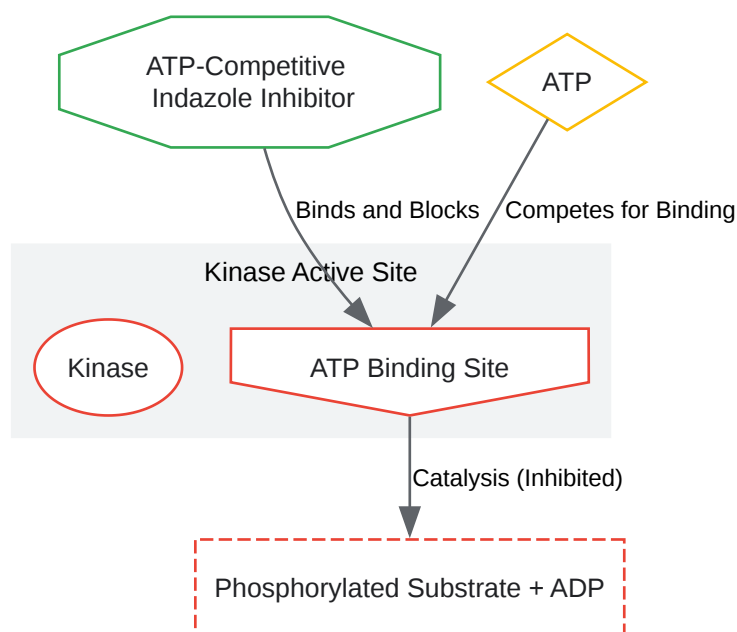 ATP-Competitive
Indazole Inhibitor
ATP
Binds and Blocks
Competes for Binding
Kinase Active Site
Kinase
ATP Binding Site
Catalysis (Inhibited)
Phosphorylated Substrate + ADP